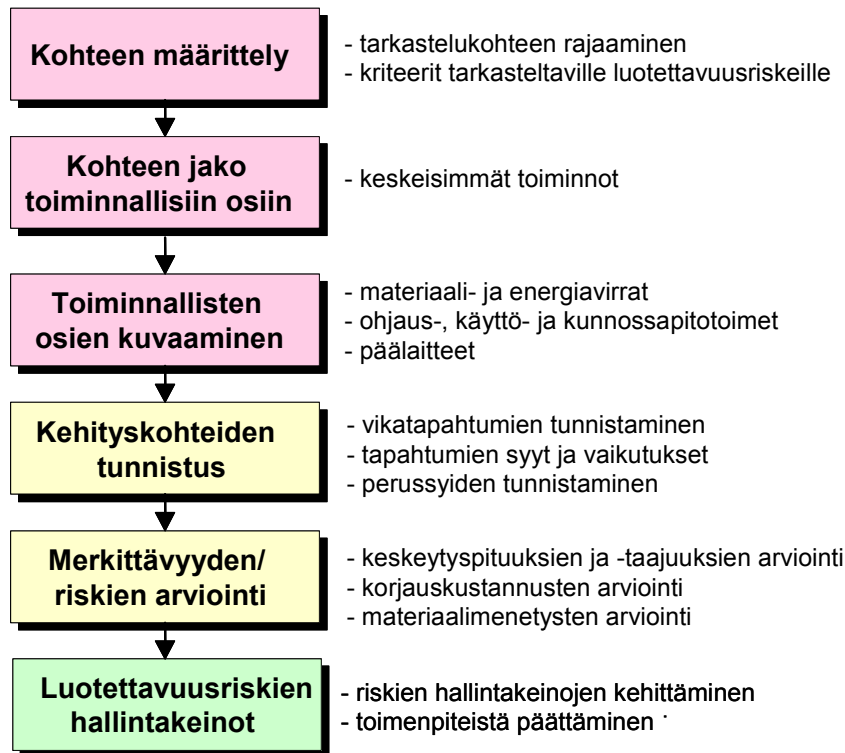 Kohteen määrittely
- tarkastelukohteen rajaaminen
- kriteerit tarkasteltaville luotettavuusriskeille
Kohteen jako
toiminnallisiin osiin
- keskeisimmät toiminnot
Toiminnallisten
osien kuvaaminen
- materiaali- ja energiavirrat
- ohjaus-, käyttö- ja kunnossapitotoimet
- päälaitteet
Kehityskohteiden
tunnistus
- vikatapahtumien tunnistaminen
- tapahtumien syyt ja vaikutukset
- perussyiden tunnistaminen
Merkittävyyden/
riskien arviointi
- keskeytyspituuksien ja -taajuuksien arviointi
- korjauskustannusten arviointi
- materiaalimenetysten arviointi
Luotettavuusriskien
hallintakeinot
- riskien hallintakeinojen kehittäminen
- toimenpiteistä päättäminen